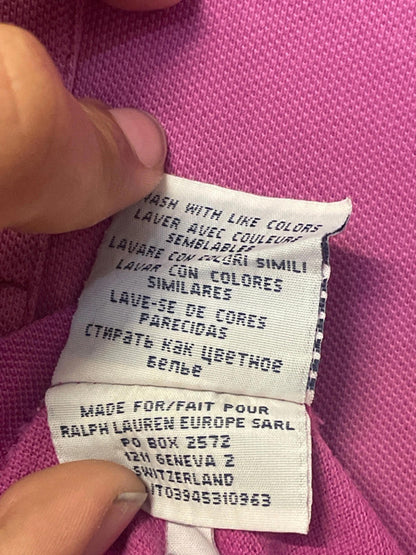 WASH WITH LIKE COLORS
LAVER AVEC COULEURS
SEMBLABLES
LAVARE CON COLORI SIMILI
LAVAR CON COLORES
SIMILARES
LAVE-SE DE CORES
PARECIDAS
СТИРАТЬ КАК ЦВЕТНОЕ
БЕЛЬЕ
MADE FOR/FAIT POUR
RALPH LAUREN EUROPE SARL
PO BOX 2572
1211 GENEVA 2
SWITZERLAND
IT03945310963